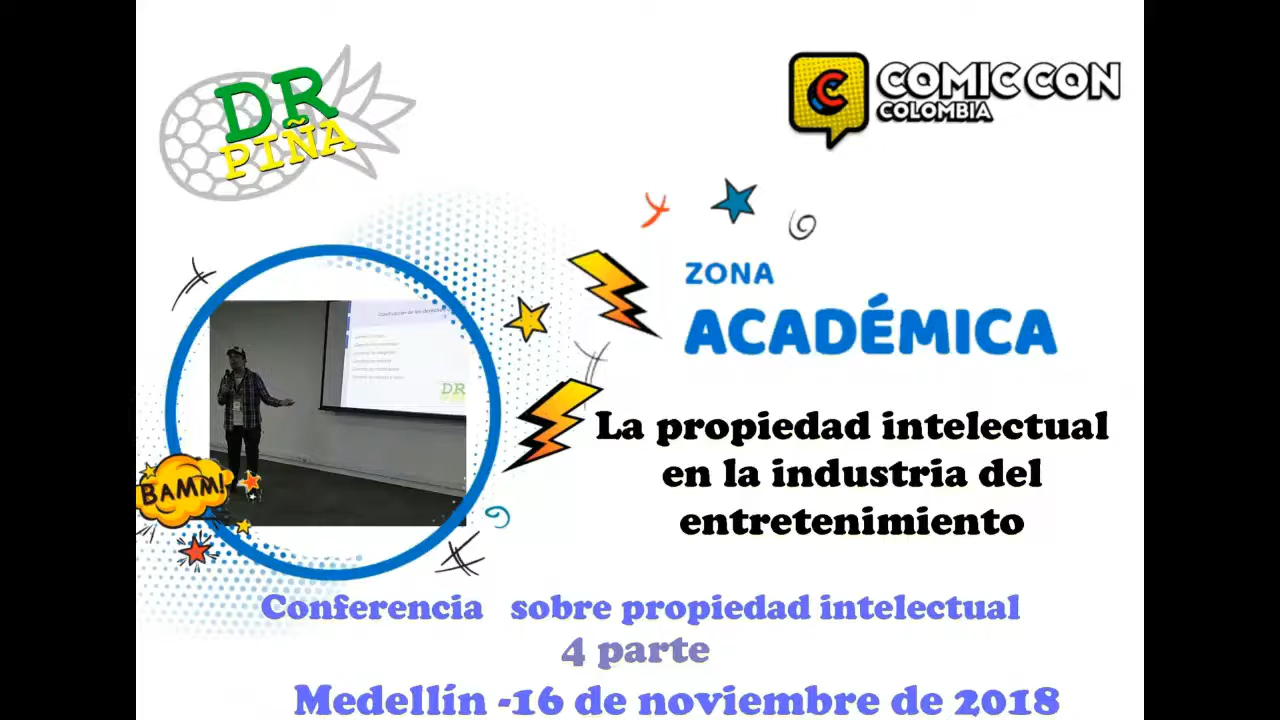 DR
PIÑA
COMIC CON
COLOMBIA
ZONA
ACADÉMICA
DR
BAMM!
La propiedad intelectual
en la industria del
entretenimiento
Conferencia sobre propiedad intelectual
4 parte
Medellín -16 de noviembre de 2018